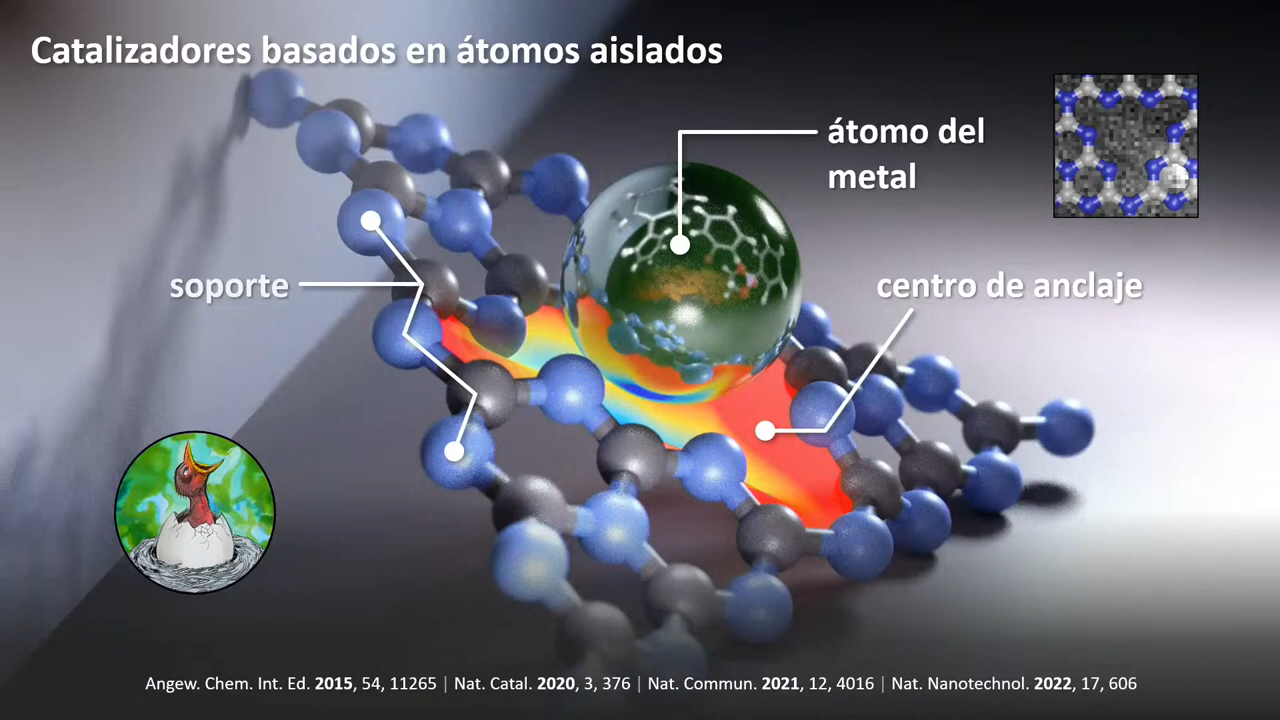 Catalizadores basados en átomos aislados
átomo del
metal
soporte
centro de anclaje
Angew. Chem. Int. Ed. 2015, 54, 11265 | Nat. Catal. 2020, 3, 376 | Nat. Commun. 2021, 12, 4016 | Nat. Nanotechnol. 2022, 17, 606